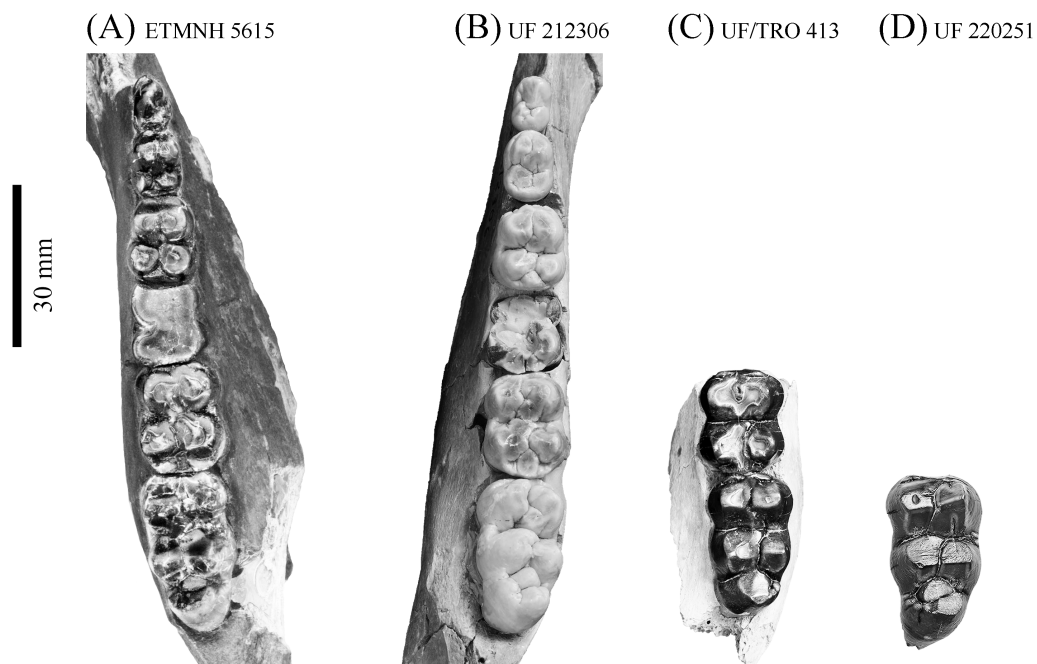 (A) ETMNH 5615
(B) UF 212306
(C) UF/TRO 413
(D) UF 220251
30 mm